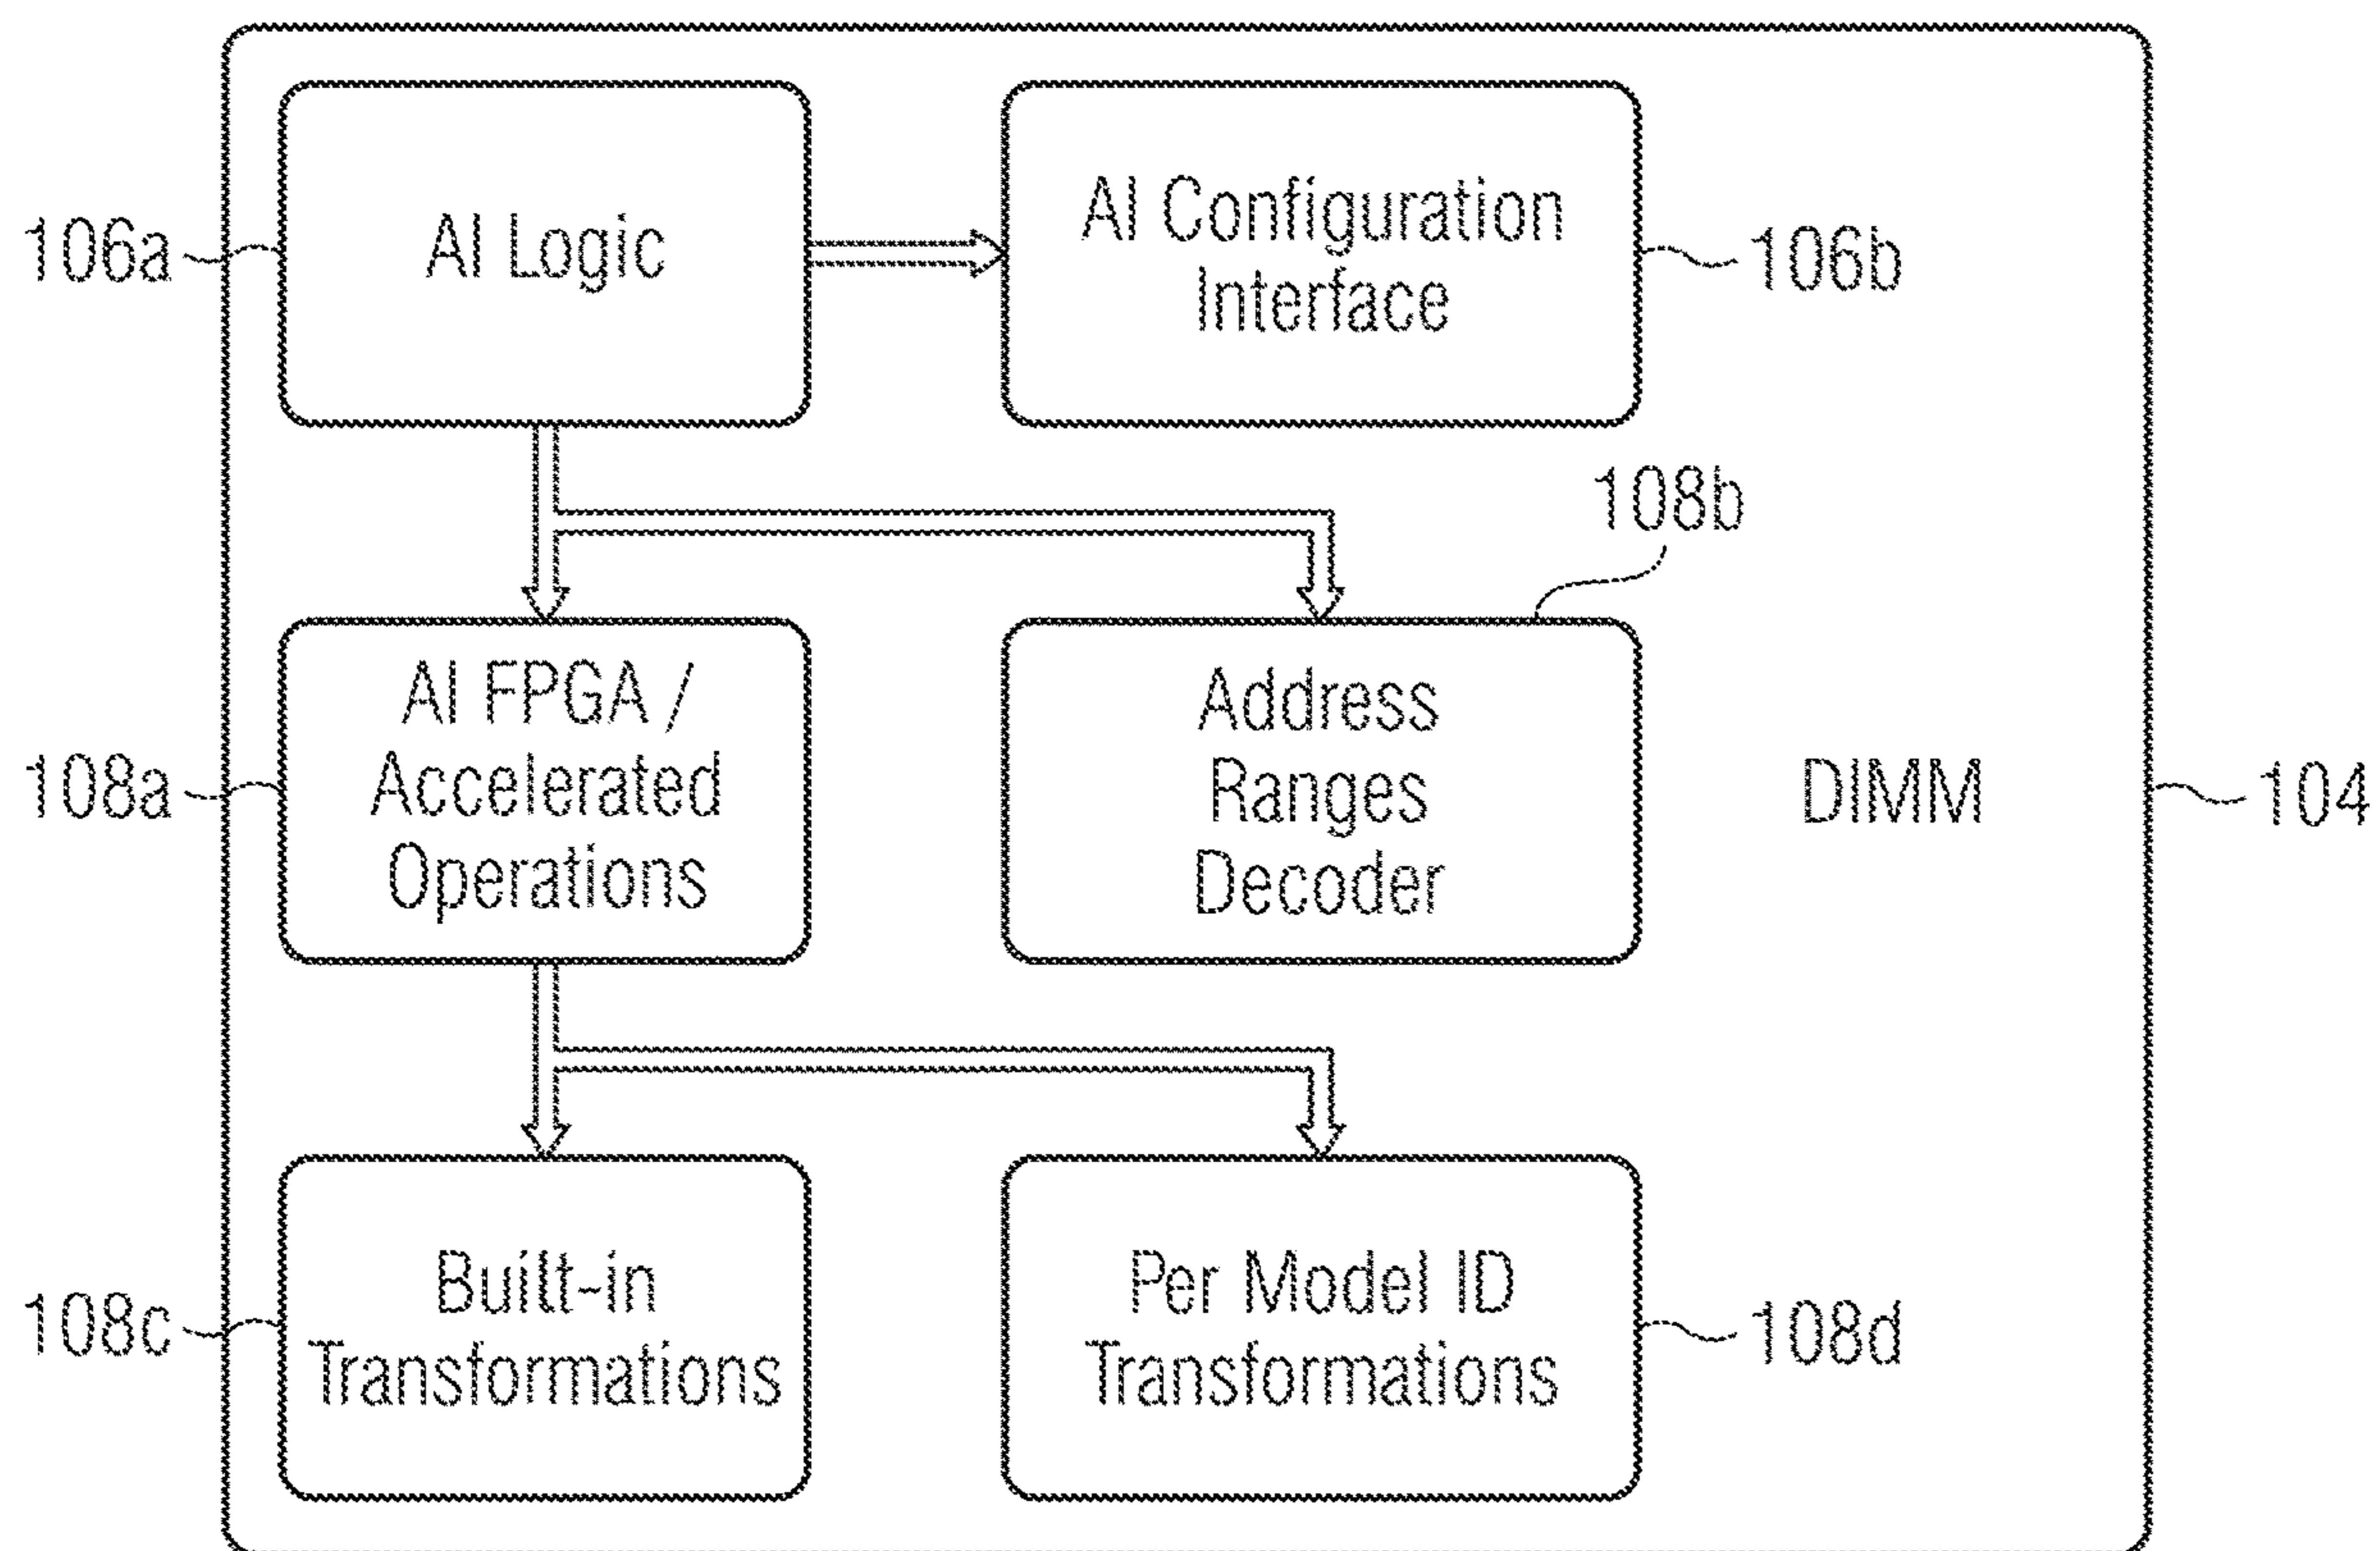 106a
AI Logic
AI Configuration
Interface
106b
108b
108a
AI FPGA /
Accelerated
Operations
Address
Ranges
Decoder
DIMM
104
108c
Built-in
Transformations
Per Model ID
Transformations
108d